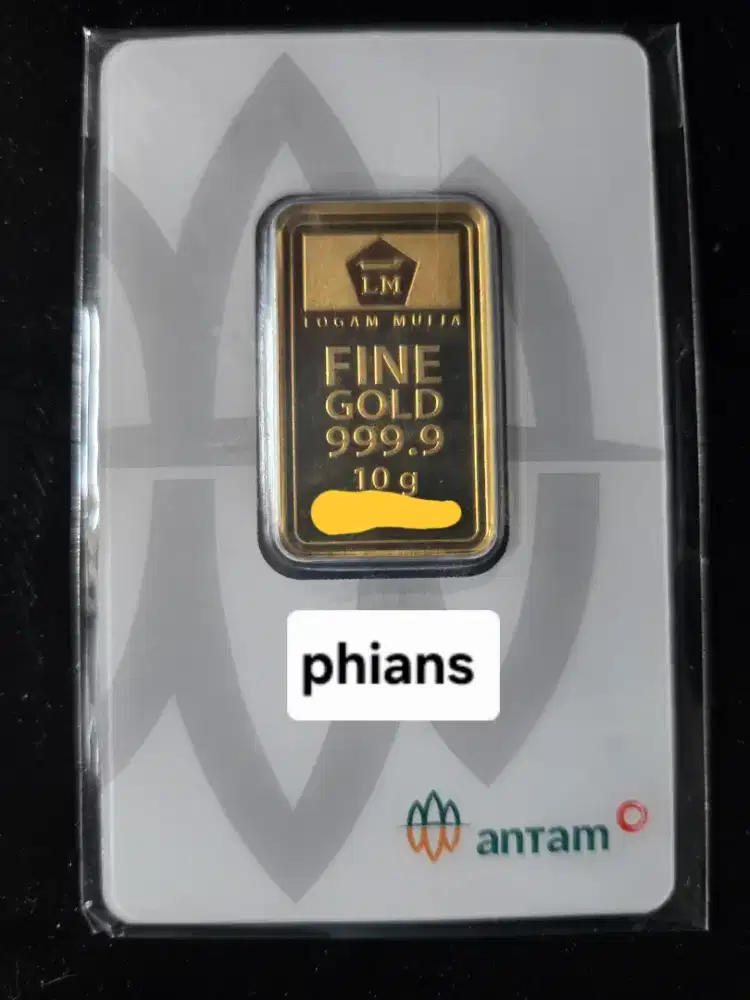 LM
LOGAM MULIA
FINE
GOLD
999.9
10 g
phians
antam